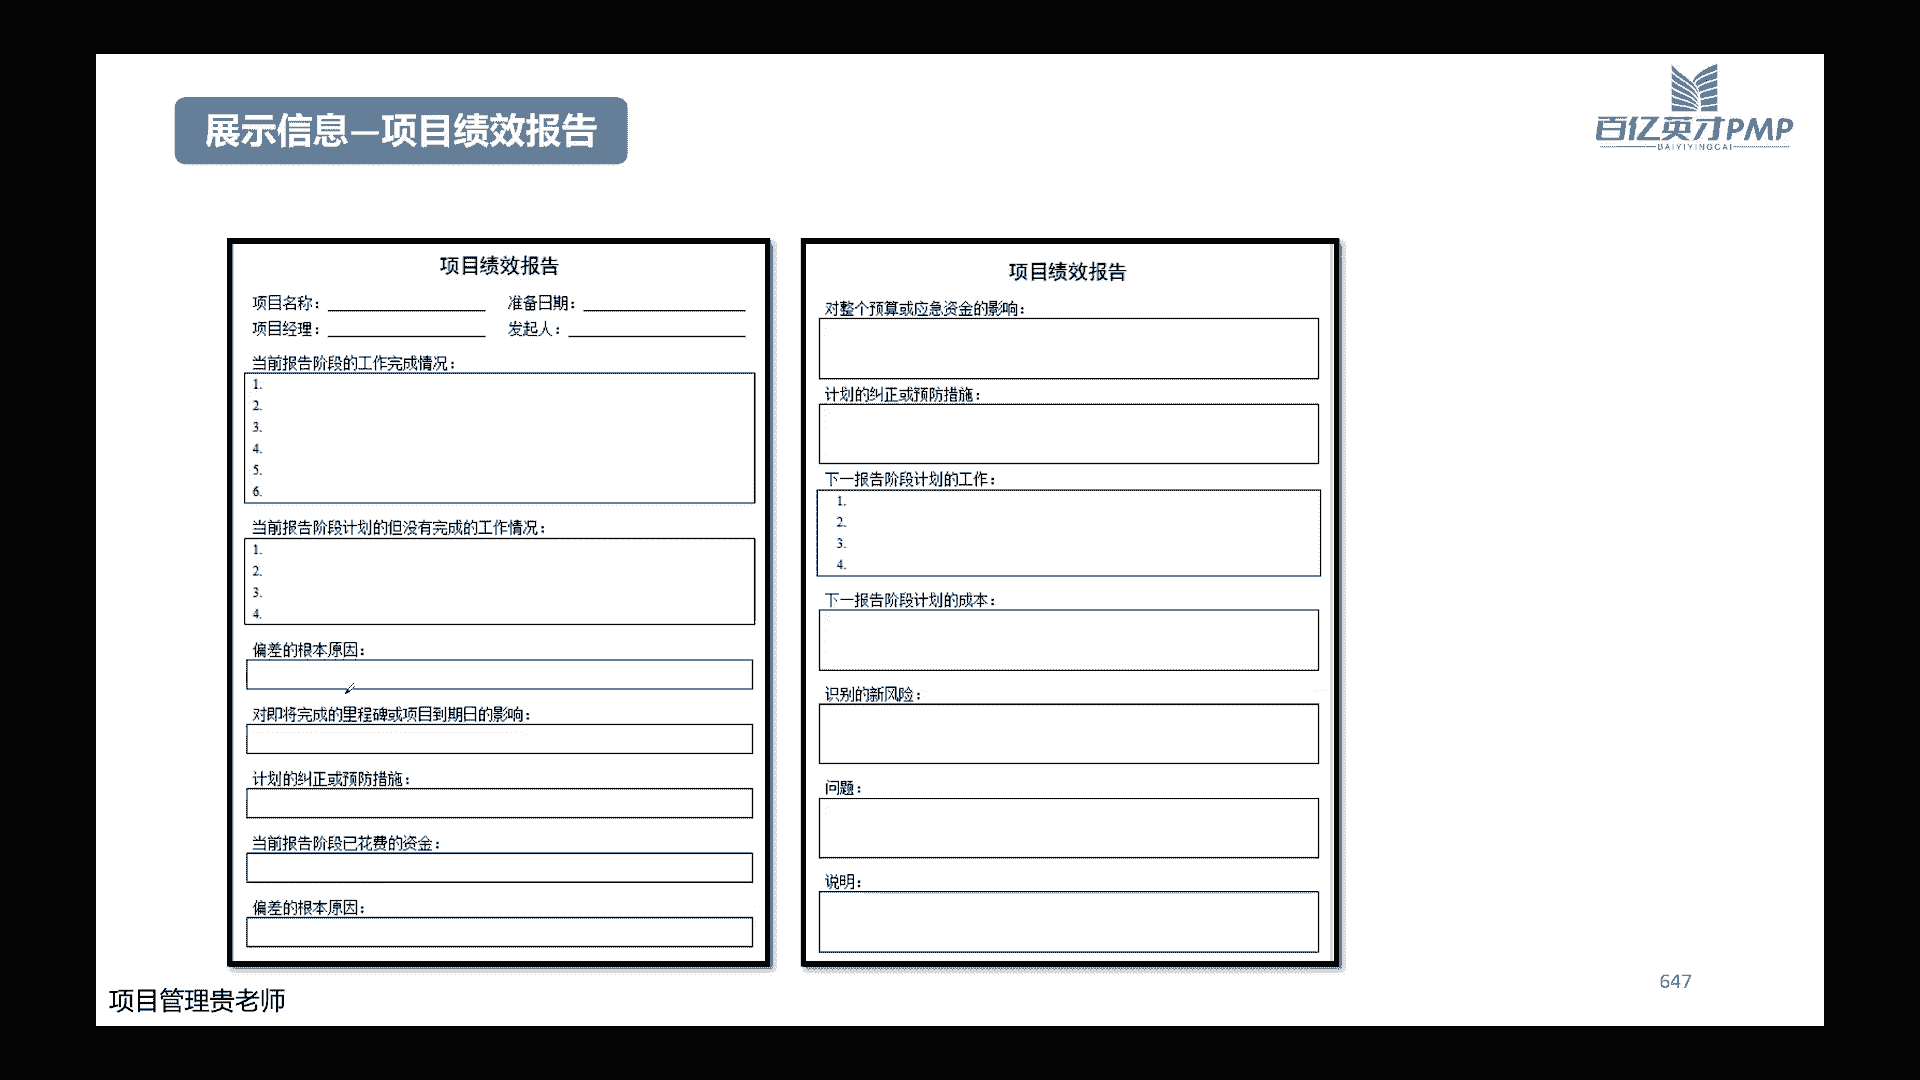 展示信息—项目绩效报告
百亿英才PMP
BAIYIYINGCAI
项目绩效报告
项目名称： 准备日期：
项目经理： 发起人：
当前报告阶段的工作完成情况：
1.
2.
3.
4.
5.
6.
当前报告阶段计划的但没有完成的工作情况：
1.
2.
3.
4.
偏差的根本原因：
对即将完成的里程碑或项目到期日的影响：
计划的纠正或预防措施：
当前报告阶段已花费的资金：
偏差的根本原因：
项目绩效报告
对整个预算或应急资金的影响：
计划的纠正或预防措施：
下一报告阶段计划的工作：
1.
2.
3.
4.
下一报告阶段计划的成本：
识别的新风险：
问题：
说明：
647
项目管理贵老师